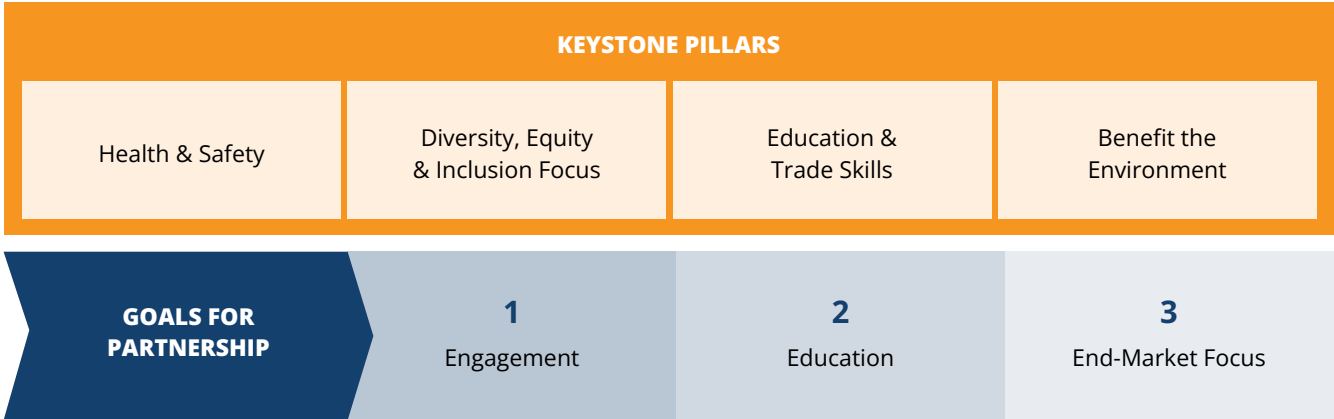 KEYSTONE PILLARS
Health & Safety
Diversity, Equity
& Inclusion Focus
Education &
Trade Skills
Benefit the
Environment
GOALS FOR
PARTNERSHIP
1
Engagement
2
Education
3
End-Market Focus